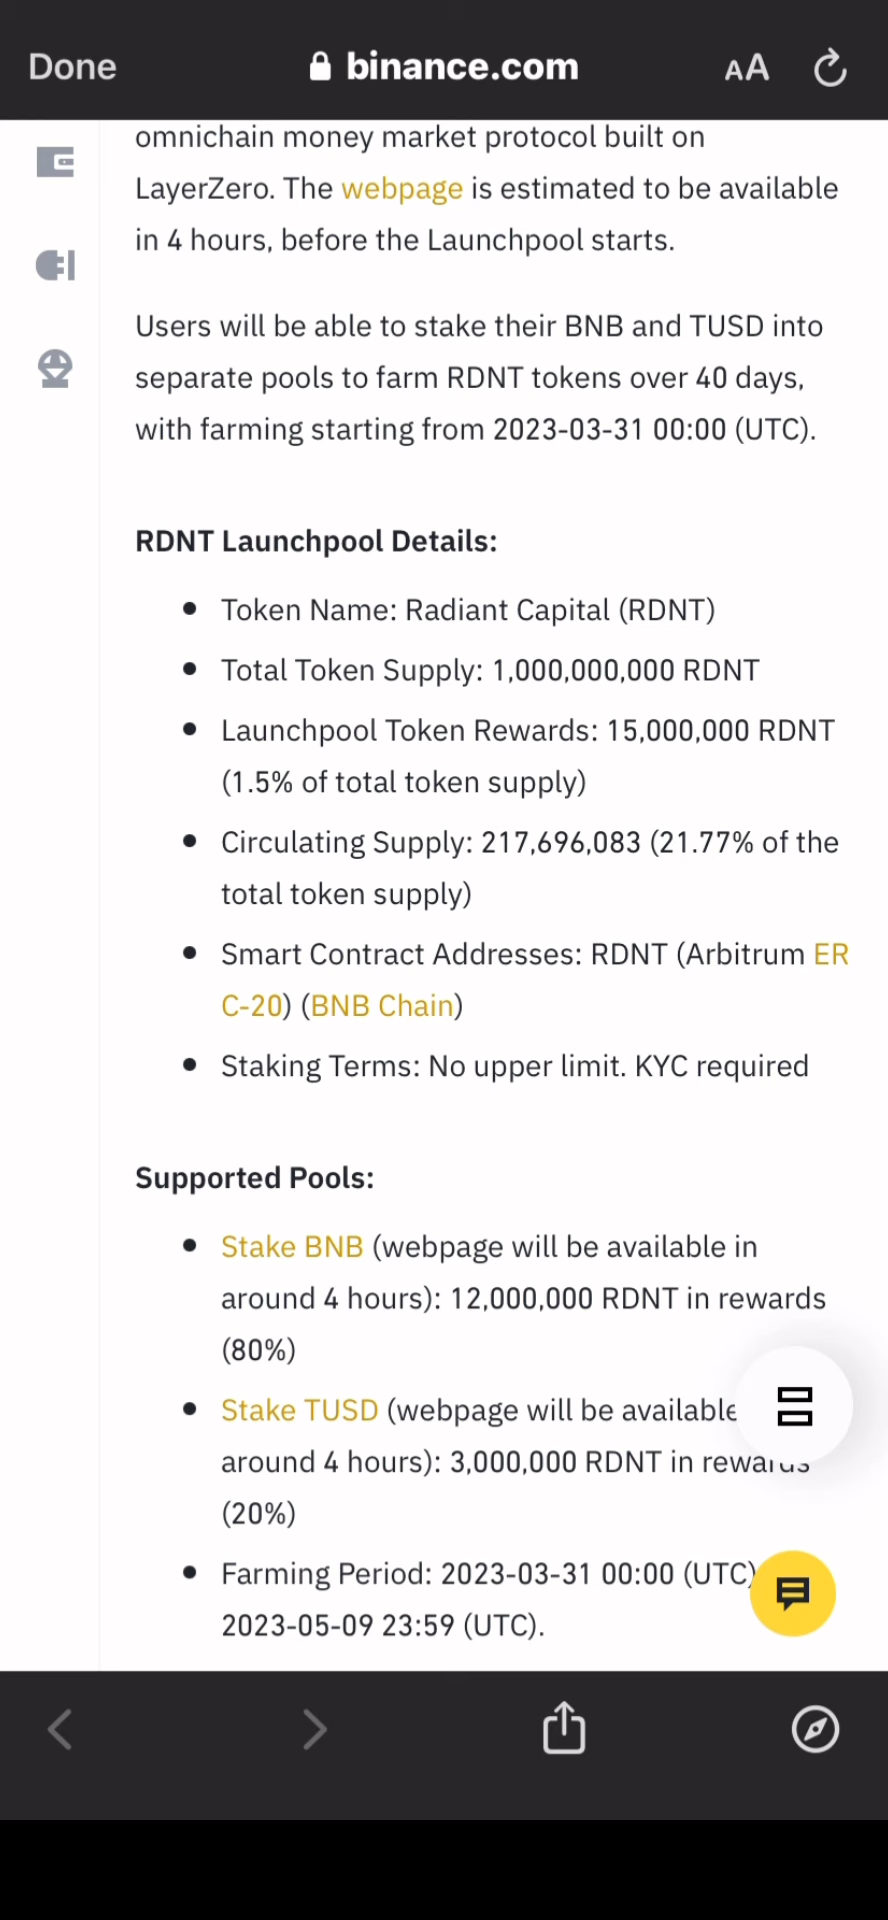 Done
binance.com
AA
omnichain money market protocol built on
LayerZero. The webpage is estimated to be available
in 4 hours, before the Launchpool starts.
Users will be able to stake their BNB and TUSD into
separate pools to farm RDNT tokens over 40 days,
with farming starting from 2023-03-31 00:00 (UTC).
RDNT Launchpool Details:
• Token Name: Radiant Capital (RDNT)
• Total Token Supply: 1,000,000,000 RDNT
• Launchpool Token Rewards: 15,000,000 RDNT
(1.5% of total token supply)
• Circulating Supply: 217,696,083 (21.77% of the
total token supply)
• Smart Contract Addresses: RDNT (Arbitrum ER
C-20) (BNB Chain)
• Staking Terms: No upper limit. KYC required
Supported Pools:
• Stake BNB (webpage will be available in
around 4 hours): 12,000,000 RDNT in rewards
(80%)
• Stake TUSD (webpage will be available
around 4 hours): 3,000,000 RDNT in rewards
(20%)
• Farming Period: 2023-03-31 00:00 (UTC)
2023-05-09 23:59 (UTC).